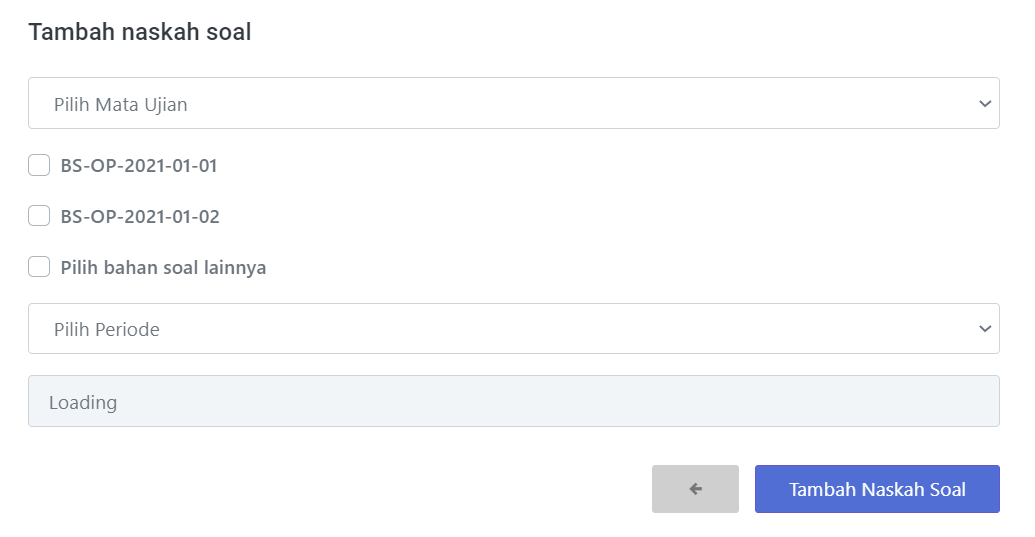 Tambah naskah soal
Pilih Mata Ujian
BS-OP-2021-01-01
BS-OP-2021-01-02
Pilih bahan soal lainnya
Pilih Periode
Loading
Tambah Naskah Soal